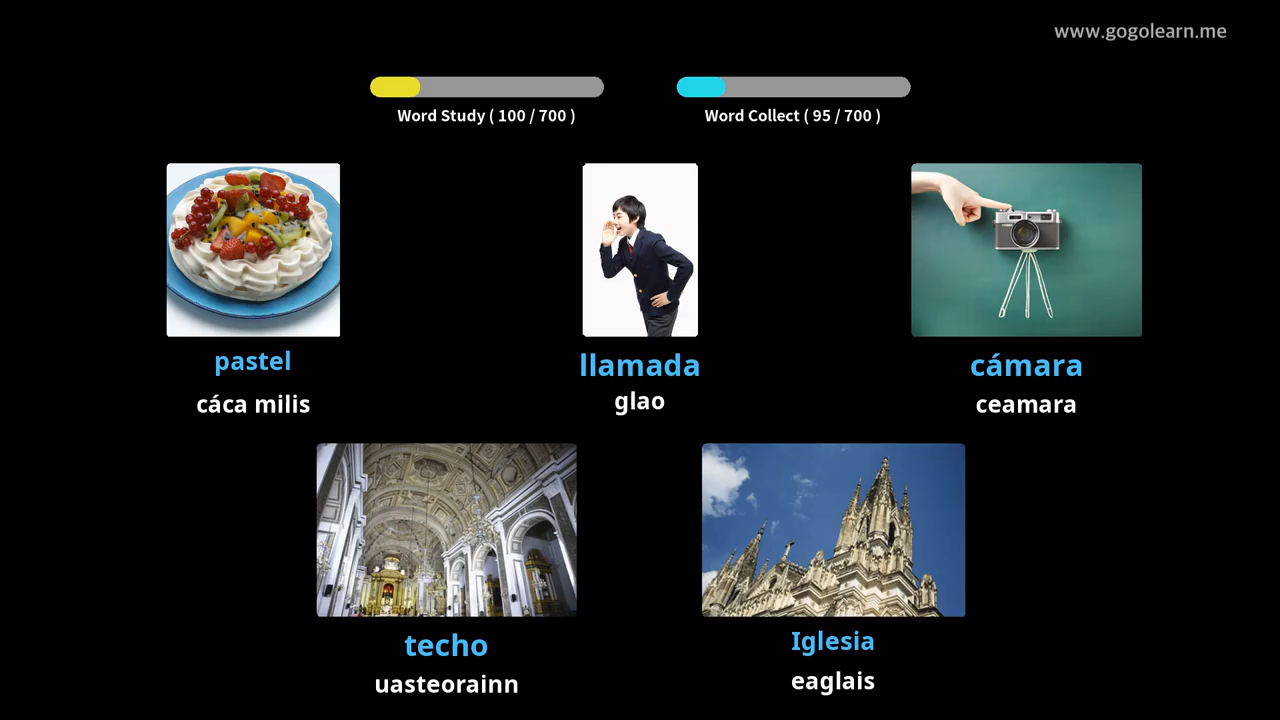 www.gogolearn.me
Word Study ( 100 / 700 )
Word Collect ( 95 / 700 )
pastel
cáca milis
llamada
glao
cámara
ceamara
techo
uasteorainn
Iglesia
eaglais